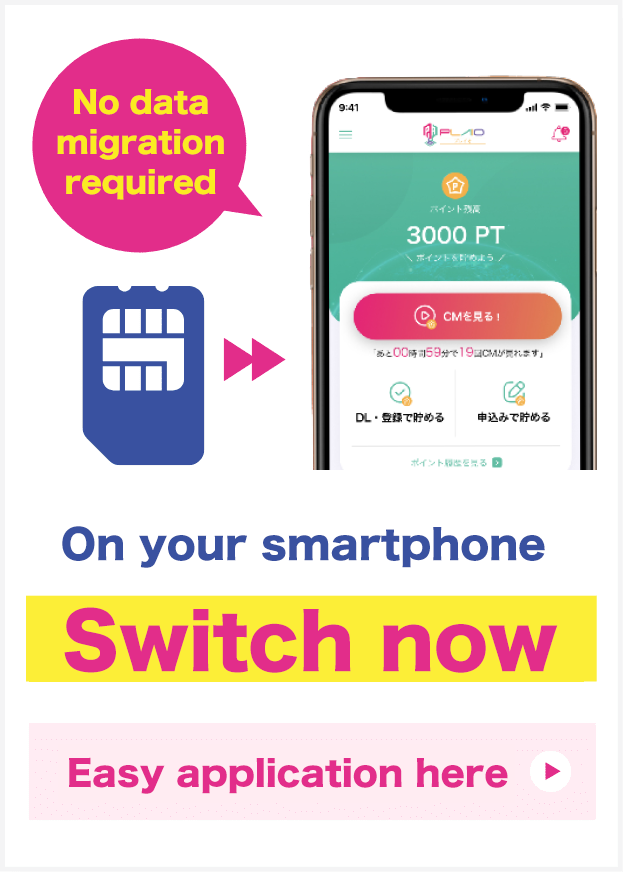 No data
migration
required
9:41
PLAiD
ポイント残高
3000 PT
＼ ポイントを貯めよう ／
CMを見る！
「あと00時間59分で19回CMが見れます」
DL・登録で貯める
申込みで貯める
ポイント履歴を見る
On your smartphone
Switch now
Easy application here